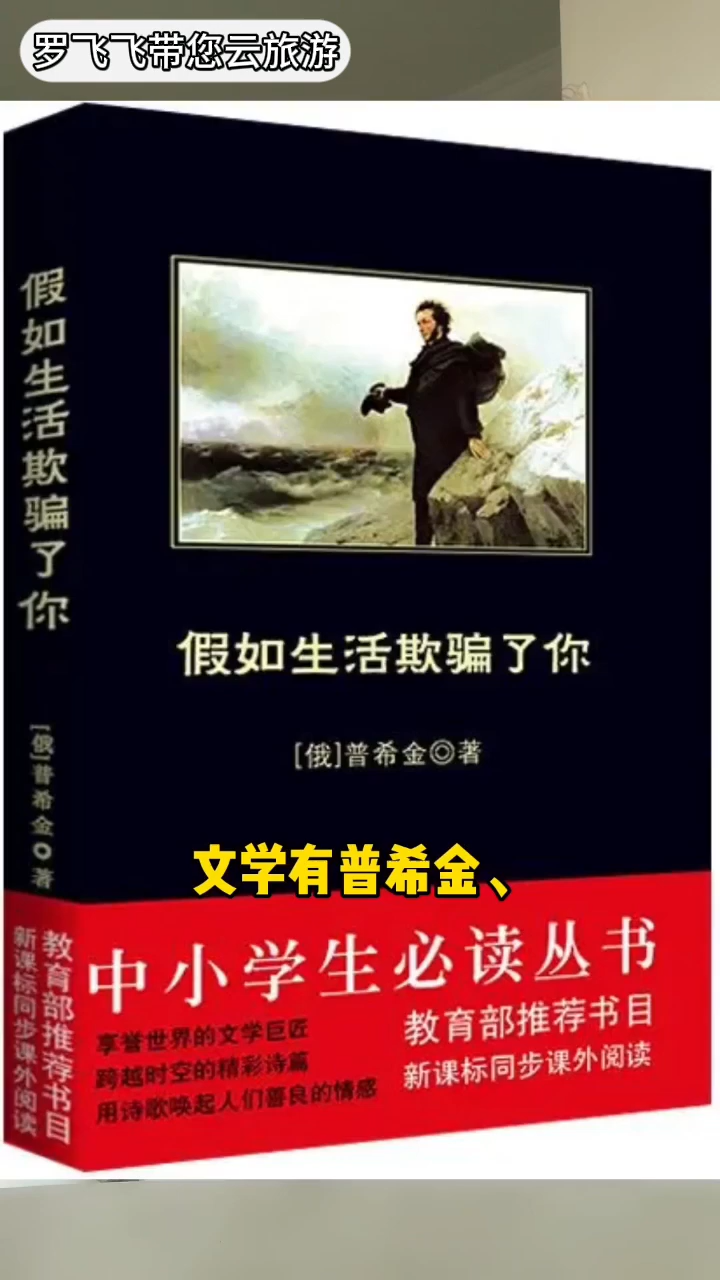 罗飞飞带您云旅游
假如生活欺骗了你
[俄]普希金◎著
教育部推荐书目
新课标同步课外阅读
假如生活欺骗了你
[俄]普希金◎著
文学有普希金、
中小学生必读丛书
享誉世界的文学巨匠
跨越时空的精彩诗篇
用诗歌唤起人们善良的情感
教育部推荐书目
新课标同步课外阅读